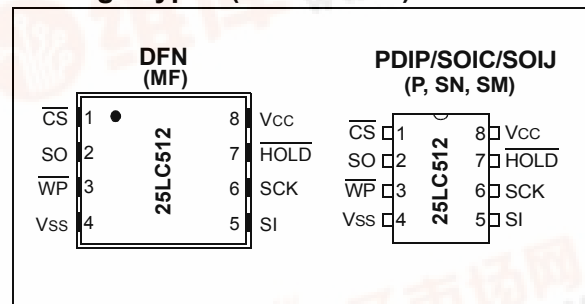 DFN
(MF)
CS 1 8 VCC
SO 2 7 HOLD
WP 3 6 SCK
VSS 4 5 SI
25LC512
PDIP/SOIC/SOIJ
(P, SN, SM)
CS 1 8 VCC
SO 2 7 HOLD
WP 3 6 SCK
VSS 4 5 SI
25LC512